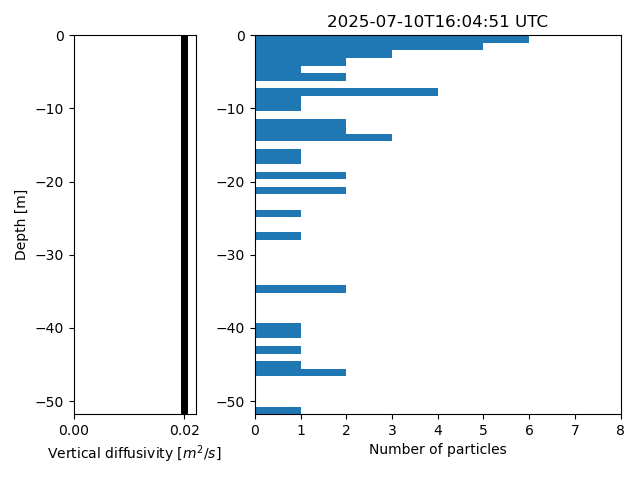 2025-07-10T16:04:51 UTC
0
−10
−20
−30
−40
−50
Depth [m]
0.00
0.02
Vertical diffusivity [m²/s]
0
−10
−20
−30
−40
−50
0 1 2 3 4 5 6 7 8
Number of particles